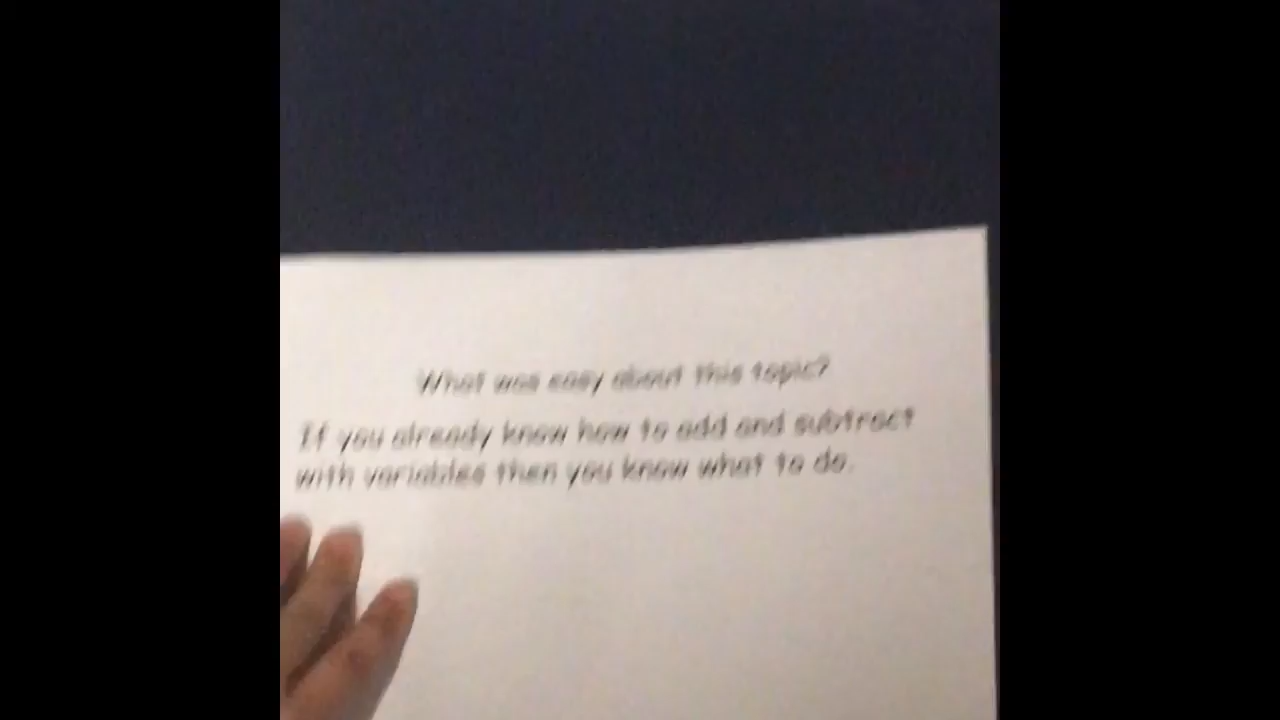 What was easy about this topic?
If you already know how to add and subtract
with variables then you know what to do.